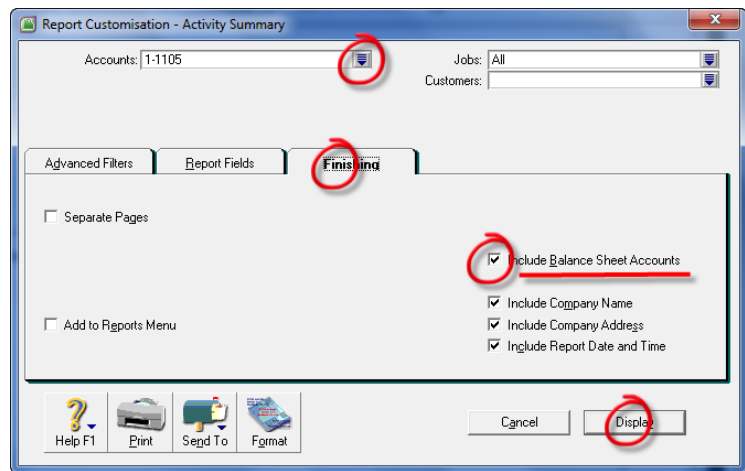 Report Customisation - Activity Summary
Accounts: 1-1105
Jobs: All
Customers:
Advanced Filters Report Fields Finishing
Separate Pages
Include Balance Sheet Accounts
Include Company Name
Add to Reports Menu Include Company Address
Include Report Date and Time
Help F1 Print Send To Format
Cancel Display